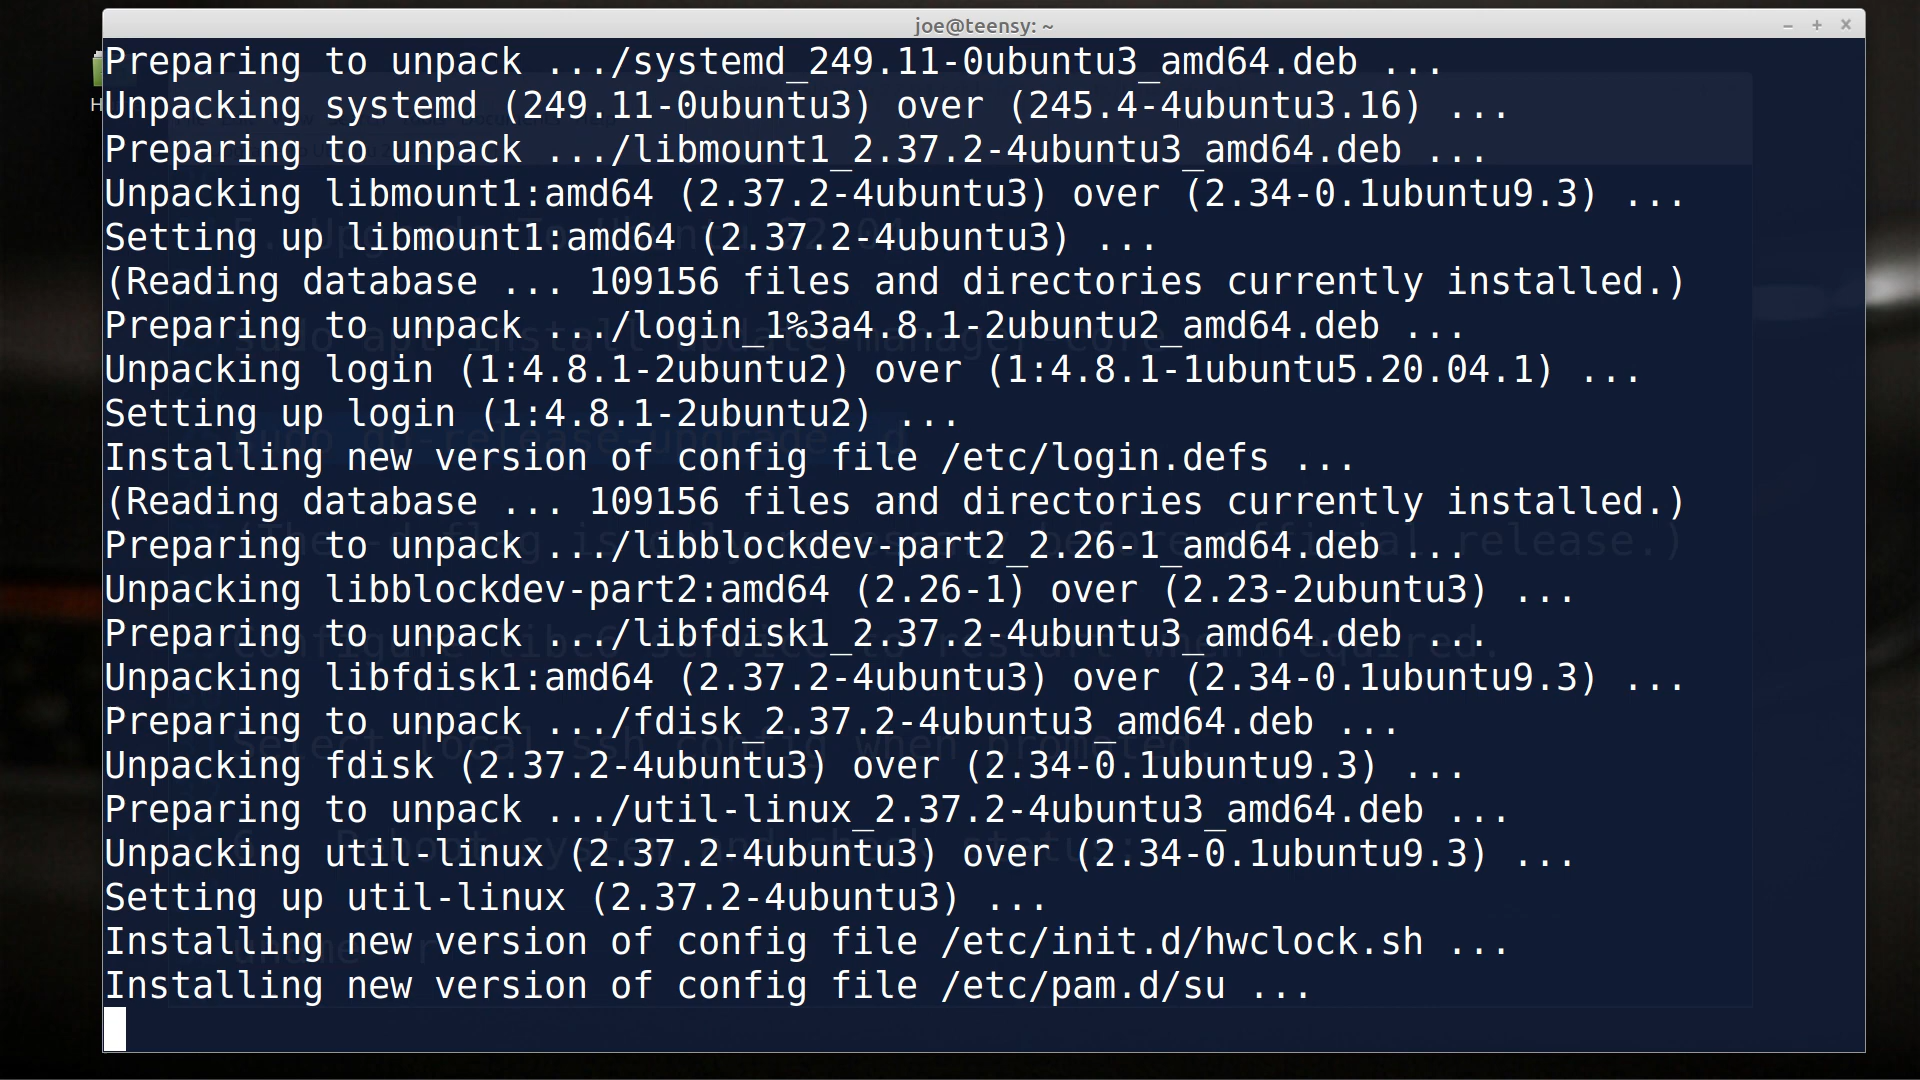 joe@teensy: ~
Preparing to unpack .../systemd_249.11-0ubuntu3_amd64.deb ...
Unpacking systemd (249.11-0ubuntu3) over (245.4-4ubuntu3.16) ...
Preparing to unpack .../libmount1_2.37.2-4ubuntu3_amd64.deb ...
Unpacking libmount1:amd64 (2.37.2-4ubuntu3) over (2.34-0.1ubuntu9.3) ...
Setting up libmount1:amd64 (2.37.2-4ubuntu3) ...
(Reading database ... 109156 files and directories currently installed.)
Preparing to unpack .../login_1%3a4.8.1-2ubuntu2_amd64.deb ...
Unpacking login (1:4.8.1-2ubuntu2) over (1:4.8.1-1ubuntu5.20.04.1) ...
Setting up login (1:4.8.1-2ubuntu2) ...
Installing new version of config file /etc/login.defs ...
(Reading database ... 109156 files and directories currently installed.)
Preparing to unpack .../libblockdev-part2_2.26-1_amd64.deb ...
Unpacking libblockdev-part2:amd64 (2.26-1) over (2.23-2ubuntu3) ...
Preparing to unpack .../libfdisk1_2.37.2-4ubuntu3_amd64.deb ...
Unpacking libfdisk1:amd64 (2.37.2-4ubuntu3) over (2.34-0.1ubuntu9.3) ...
Preparing to unpack .../fdisk_2.37.2-4ubuntu3_amd64.deb ...
Unpacking fdisk (2.37.2-4ubuntu3) over (2.34-0.1ubuntu9.3) ...
Preparing to unpack .../util-linux_2.37.2-4ubuntu3_amd64.deb ...
Unpacking util-linux (2.37.2-4ubuntu3) over (2.34-0.1ubuntu9.3) ...
Setting up util-linux (2.37.2-4ubuntu3) ...
Installing new version of config file /etc/init.d/hwclock.sh ...
Installing new version of config file /etc/pam.d/su ...